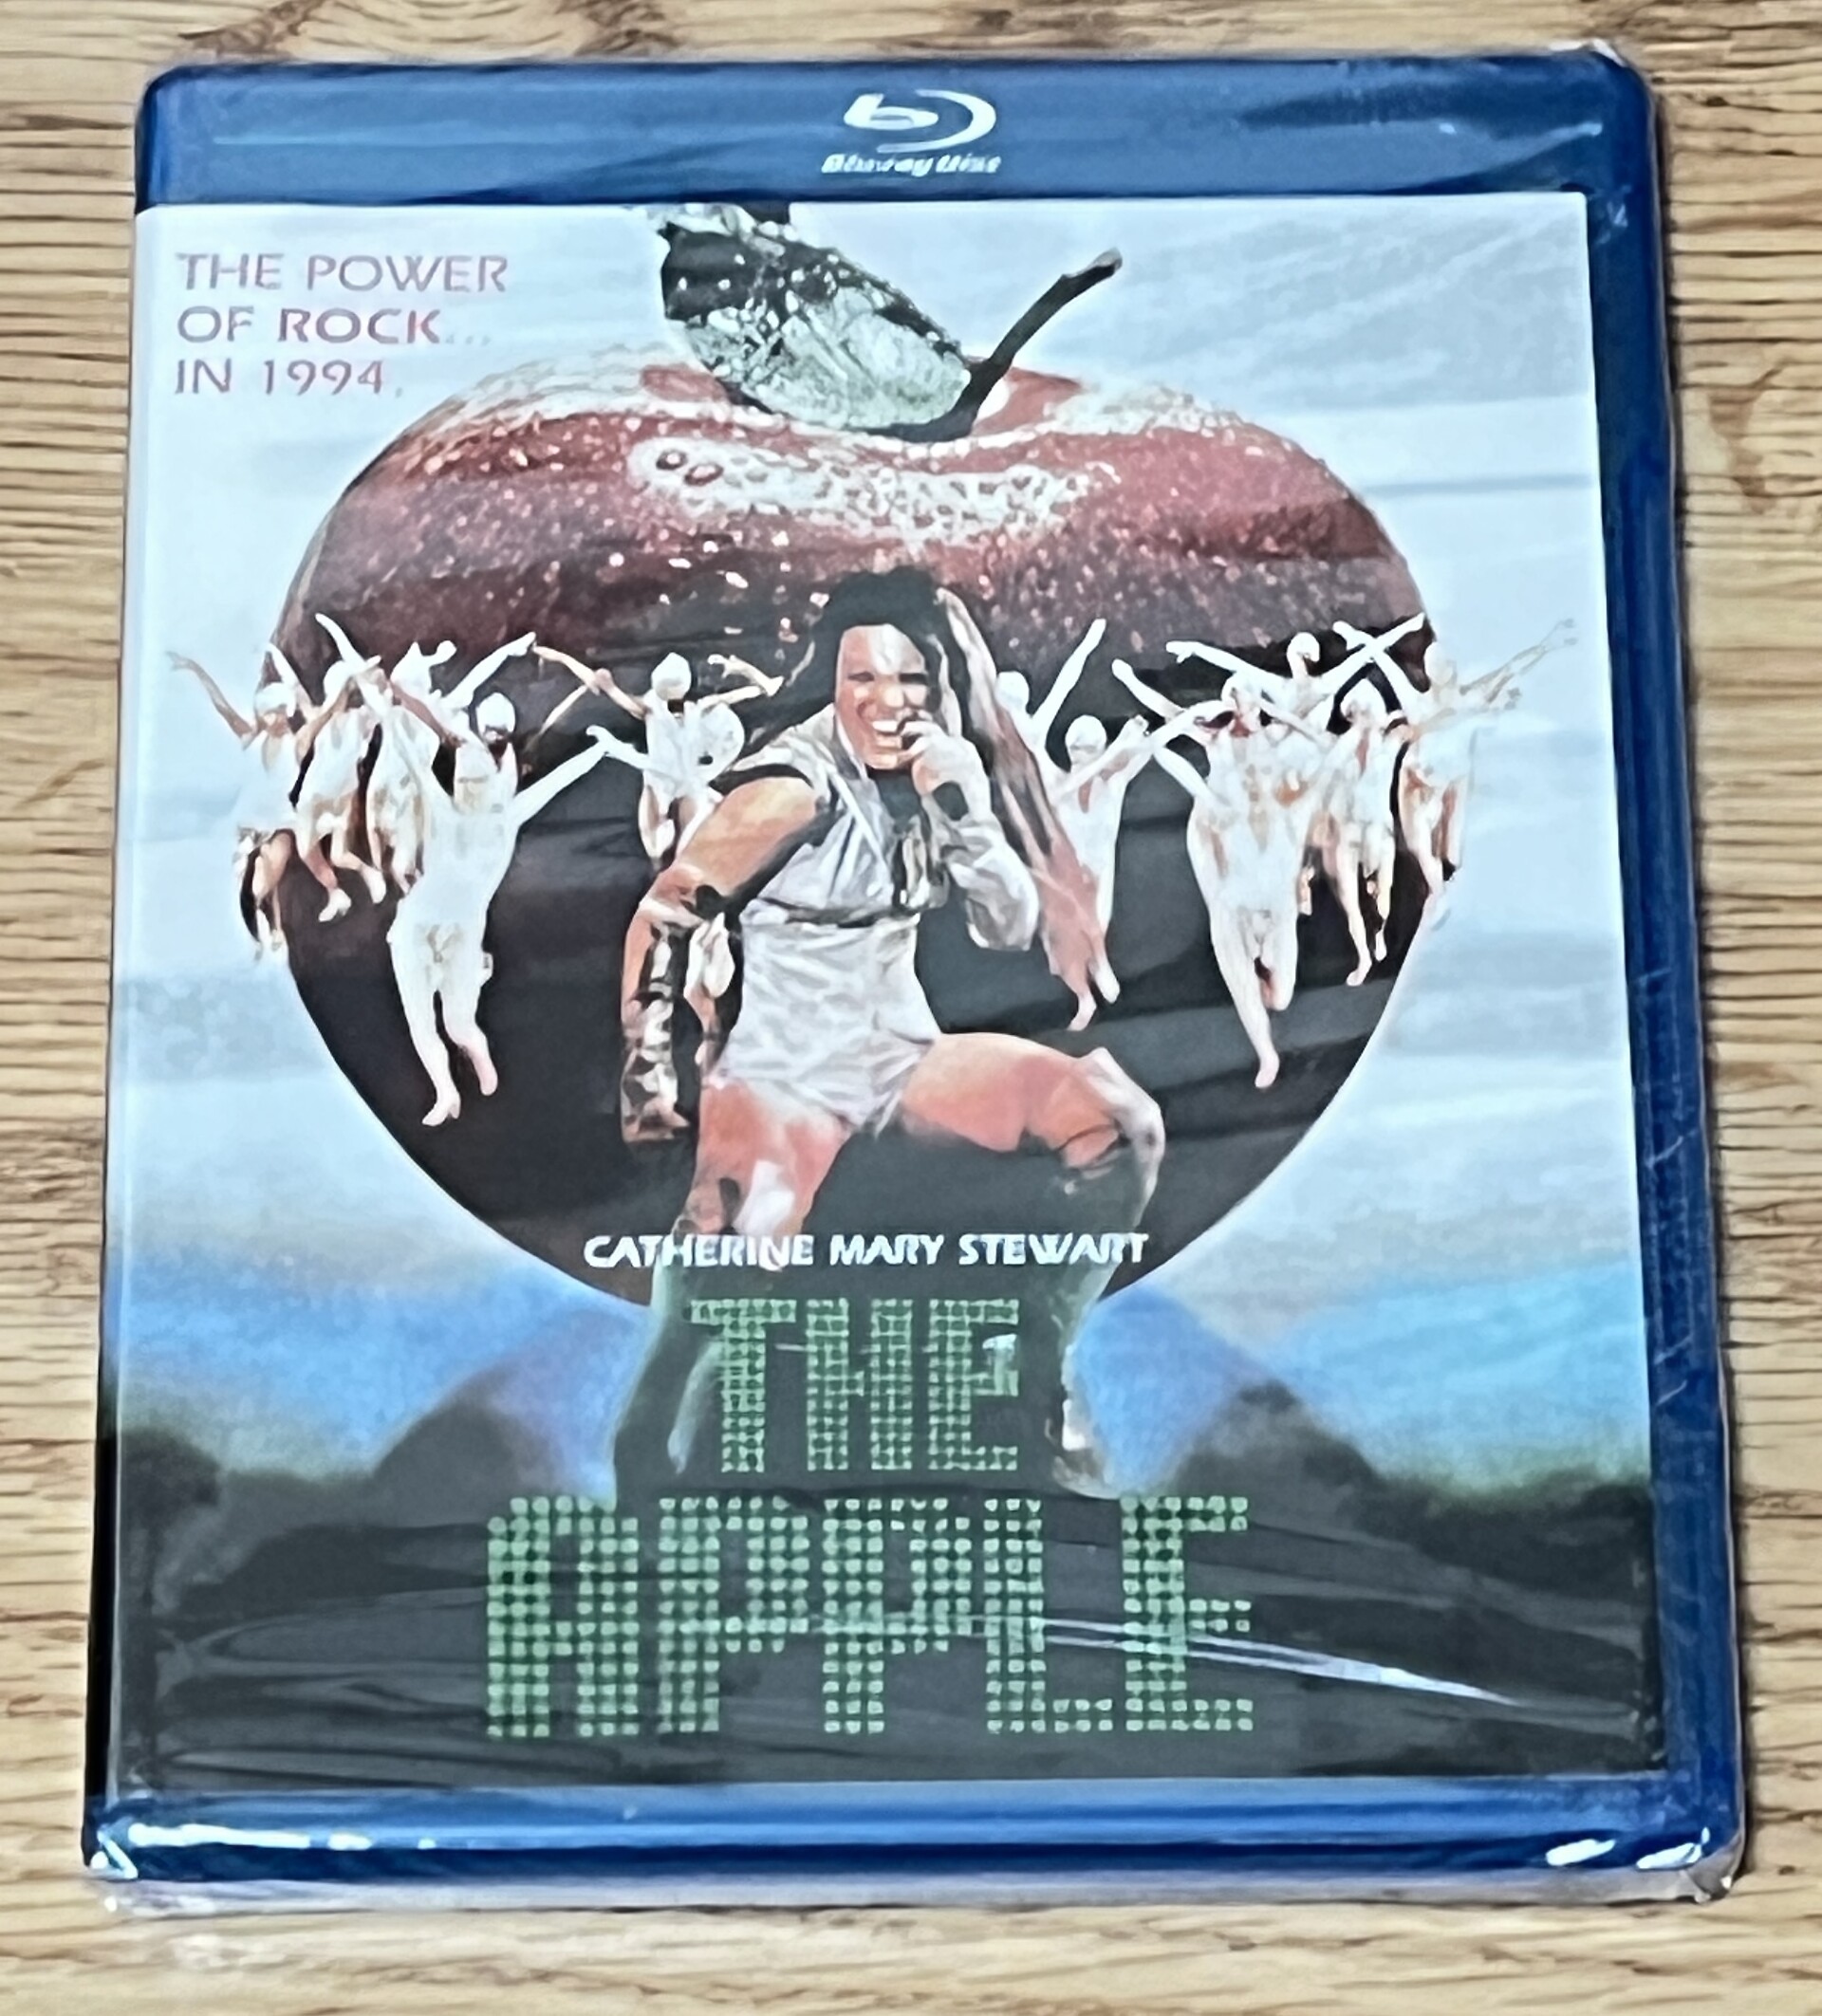 Blu-ray Disc
THE POWER
OF ROCK...
IN 1994.
CATHERINE MARY STEWART
THE
APPLE